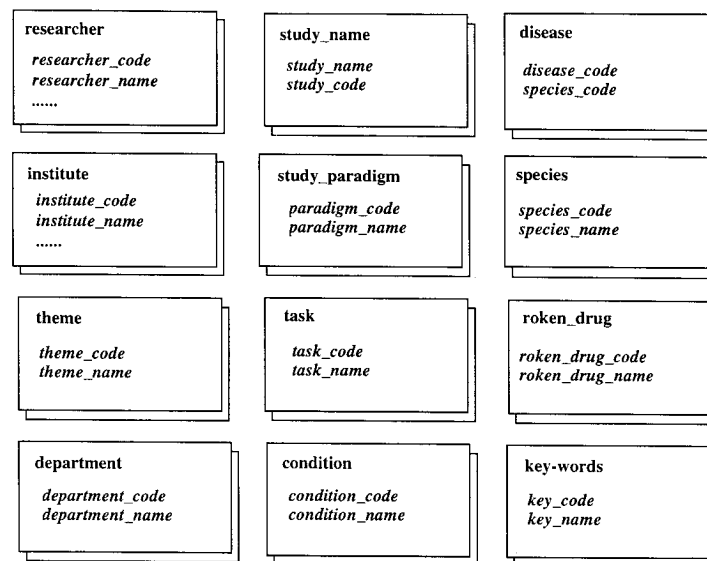 researcher
researcher_code
researcher_name
......
study_name
study_name
study_code
disease
disease_code
species_code
institute
institute_code
institute_name
......
study_paradigm
paradigm_code
paradigm_name
species
species_code
species_name
theme
theme_code
theme_name
task
task_code
task_name
roken_drug
roken_drug_code
roken_drug_name
department
department_code
department_name
condition
condition_code
condition_name
key-words
key_code
key_name